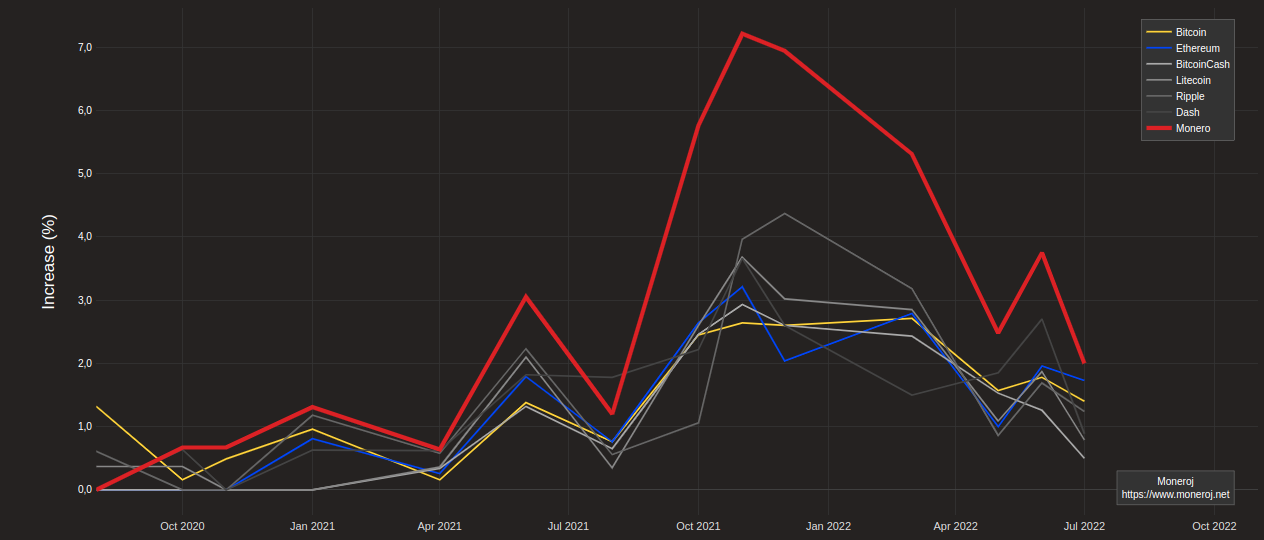 7,0
6,0
5,0
4,0
3,0
2,0
1,0
0,0
Increase (%)
Oct 2020
Jan 2021
Apr 2021
Jul 2021
Oct 2021
Jan 2022
Apr 2022
Jul 2022
Oct 2022
Bitcoin
Ethereum
BitcoinCash
Litecoin
Ripple
Dash
Monero
Moneroj
https://www.moneroj.net